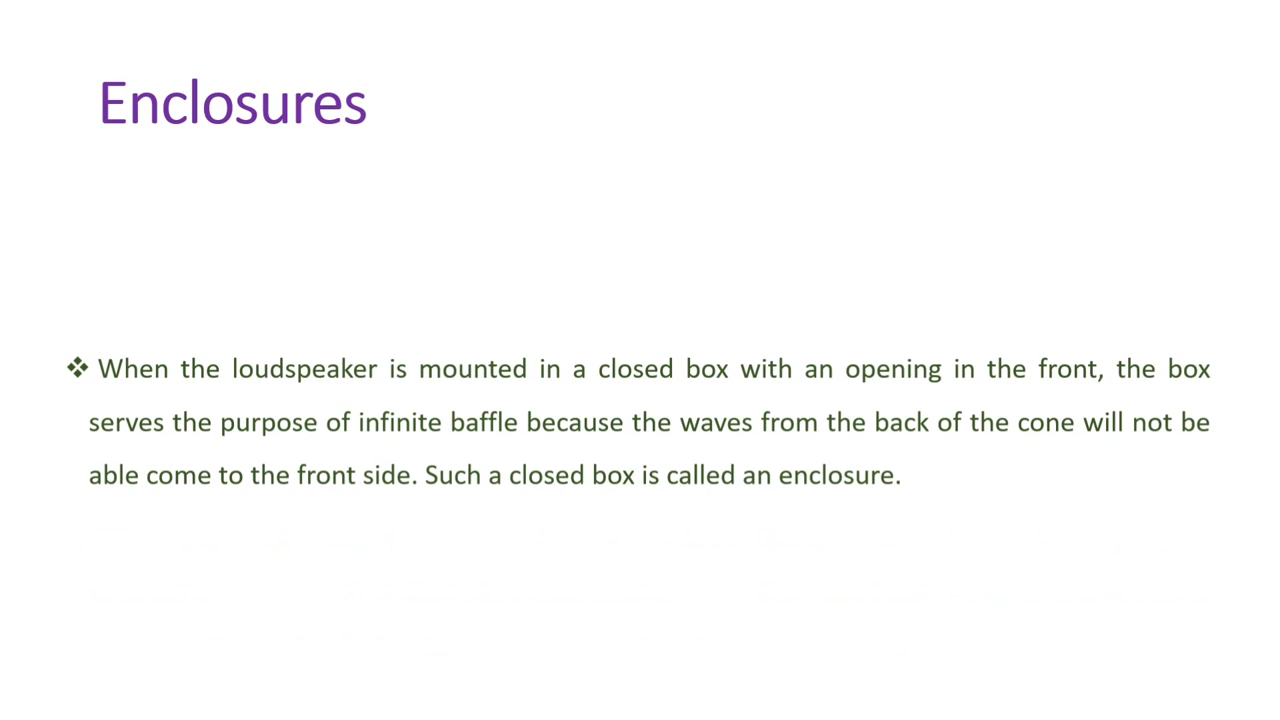 Enclosures
❖ When the loudspeaker is mounted in a closed box with an opening in the front, the box
serves the purpose of infinite baffle because the waves from the back of the cone will not be
able come to the front side. Such a closed box is called an enclosure.